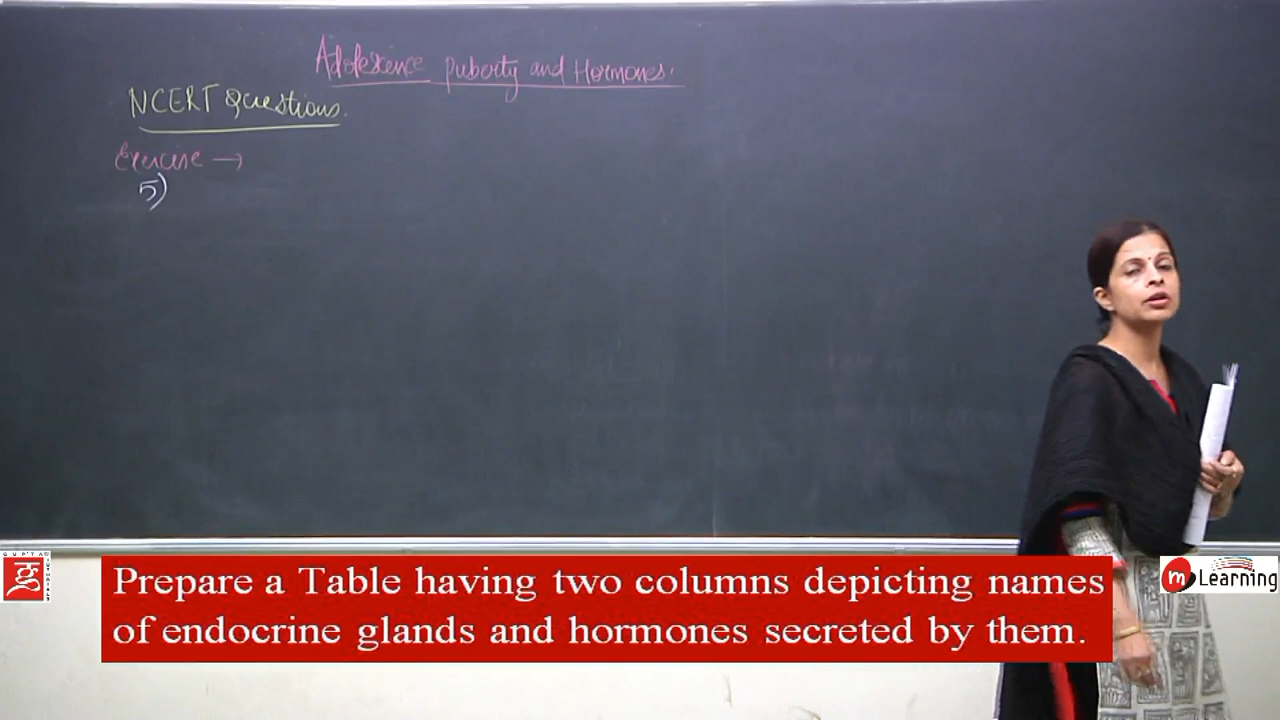 Adolescence puberty and Hormones.
NCERT Questions.
Exercise →
5)
Prepare a Table having two columns depicting names
of endocrine glands and hormones secreted by them.
GUPTA
ग
m Learning